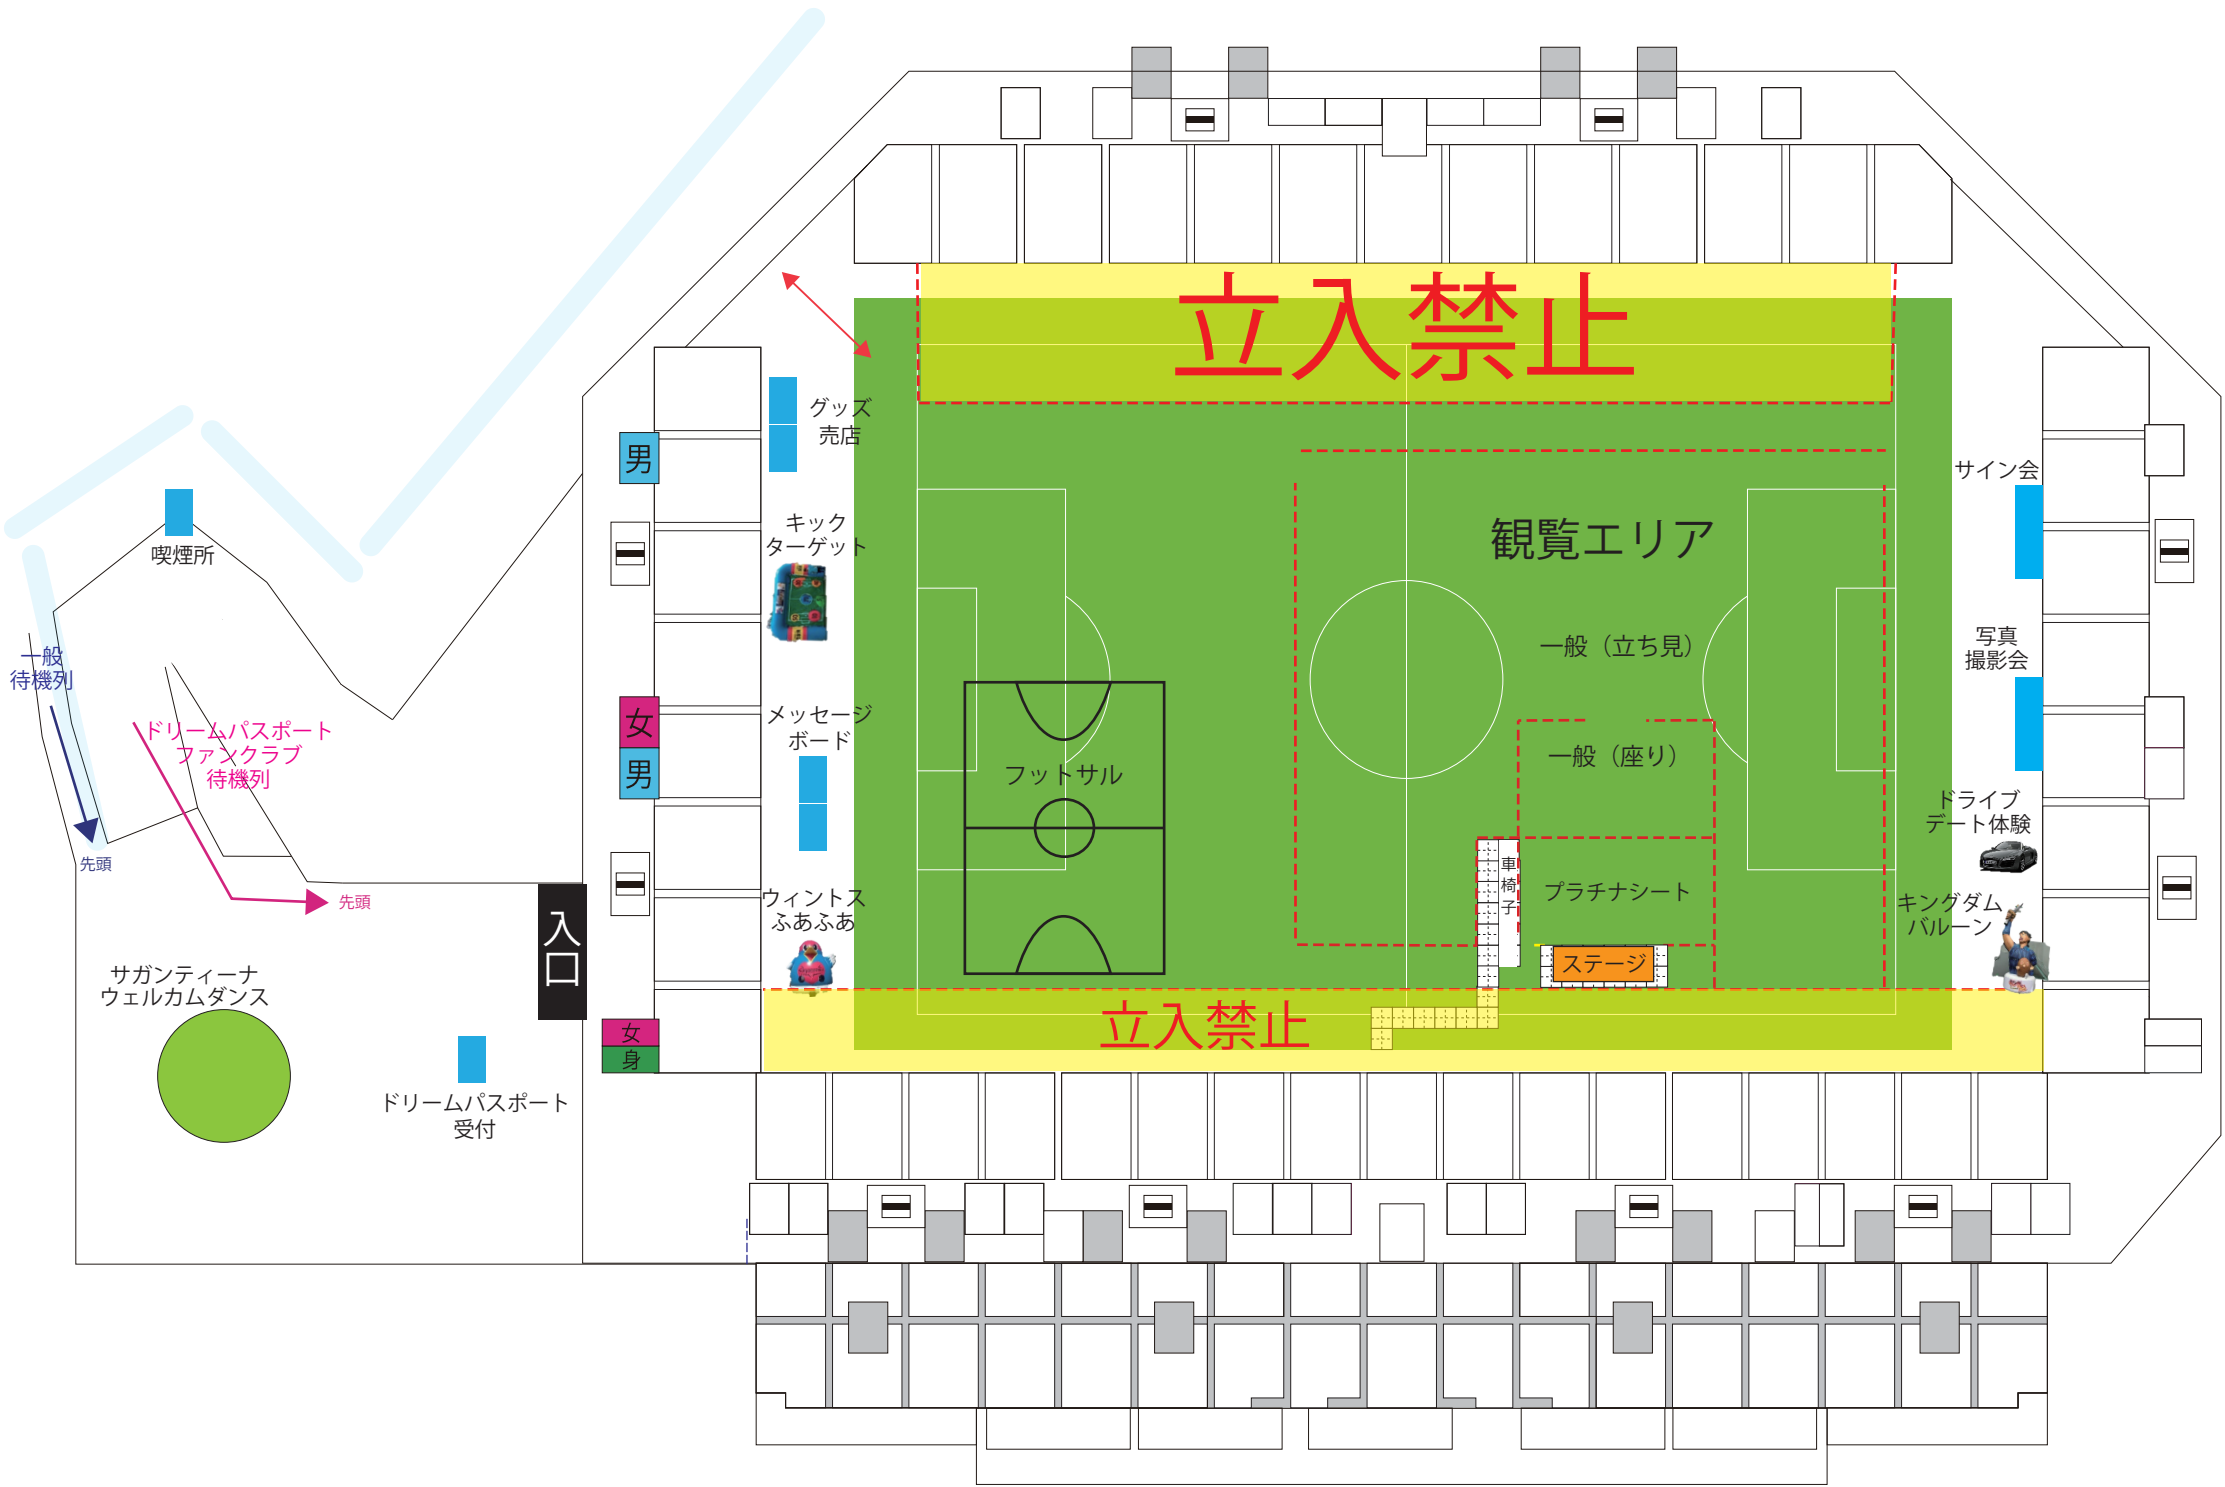 立入禁止
グッズ
売店
男
サイン会
キック
ターゲット
観覧エリア
喫煙所
写真
撮影会
一般（立ち見）
一般
待機列
女
男
メッセージ
ボード
ドリームパスポート
ファンクラブ
待機列
一般（座り）
フットサル
ドライブ
デート体験
先頭
車
椅
子
プラチナシート
ウィントス
ふあふあ
先頭
キングダム
バルーン
入
口
ステージ
サガンティーナ
ウェルカムダンス
立入禁止
女
身
ドリームパスポート
受付